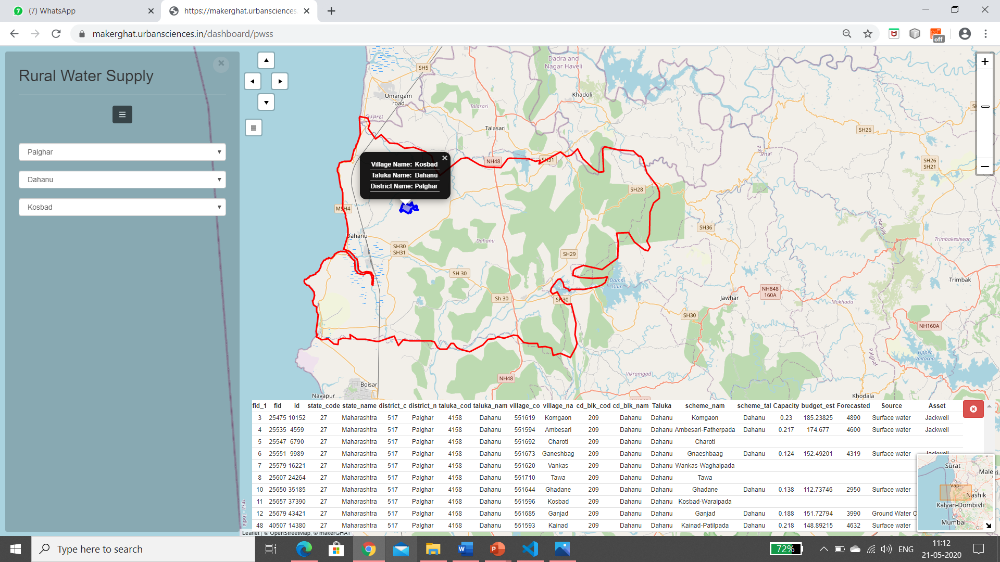 (7) WhatsApp
https://makerghat.urbansciences.
makerghat.urbansciences.in/dashboard/pwss
off
Rural Water Supply
Palghar
Dahanu
Kosbad
Village Name: Kosbad
Taluka Name: Dahanu
District Name: Palghar
SH5
Dadra and
Nagar Haveli
Umargam
road
Khadoli
Talasari
Gujarat
Talasari
SH26
SH26
SH21
Palghar
NH48
SH31
SH28
MSH4
SH36
Nashik
Trimbakeshwar
Dahanu
Dahanu
SH30
SH31
SH29
SH 30
Damni
Dam
Trimbak
NH848
160A
Sh 30
SH30
Jawhar
Mokhada
SH30
NH160A
Palghar
Upper
Vaitarna
Vikramgad
NH48
Boisar
Navapur
Khodala
fid_1 fid id state_code state_name district_c district_n taluka_cod taluka_nam village_co village_na cd_blk_cod cd_blk_nam Taluka scheme_nam scheme_tal Capacity budget_est Forecasted Source Asset
3 25475 10152 27 Maharashtra 517 Palghar 4158 Dahanu 551619 Komgaon 209 Dahanu Dahanu Komgaon Dahanu 0.23 185.23825 4890 Surface water Jackwell
4 25535 4559 27 Maharashtra 517 Palghar 4158 Dahanu 551594 Ambesari 209 Dahanu Dahanu Ambesari-Fatherpada Dahanu 0.217 174.677 4600 Surface water Jackwell
5 25547 6790 27 Maharashtra 517 Palghar 4158 Dahanu 551692 Charoti 209 Dahanu Dahanu Charoti
6 25551 9989 27 Maharashtra 517 Palghar 4158 Dahanu 551673 Ganeshbag 209 Dahanu Dahanu Gnaeshbaag Dahanu 0.124 152.49201 4319 Surface water Jackwell
7 25579 16221 27 Maharashtra 517 Palghar 4158 Dahanu 551620 Vankas 209 Dahanu Dahanu Wankas-Waghaipada
8 25607 24264 27 Maharashtra 517 Palghar 4158 Dahanu 551710 Tawa 209 Dahanu Dahanu Tawa
10 25650 35185 27 Maharashtra 517 Palghar 4158 Dahanu 551644 Ghadane 209 Dahanu Dahanu Ghadane Dahanu 0.138 112.73746 2950 Surface water
11 25657 37390 27 Maharashtra 517 Palghar 4158 Dahanu 551596 Kosbad 209 Dahanu Dahanu Kosbad-Waraipada
12 25679 43421 27 Maharashtra 517 Palghar 4158 Dahanu 551685 Ganjad 209 Dahanu Dahanu Ganjad Dahanu 0.188 151.72794 3990 Ground Water
48 40507 14380 27 Maharashtra 517 Palghar 4158 Dahanu 551593 Kainad 209 Dahanu Dahanu Kainad-Patilpada Dahanu 0.218 148.89215 4632 Surface water
Surat
Male
Vapi
Nashik
Kalyan-Dombivli
Mumbai
भारत - India
Leaflet | © OpenStreetMap, © makerGHAT
Type here to search
72%
ENG
11:12
21-05-2020